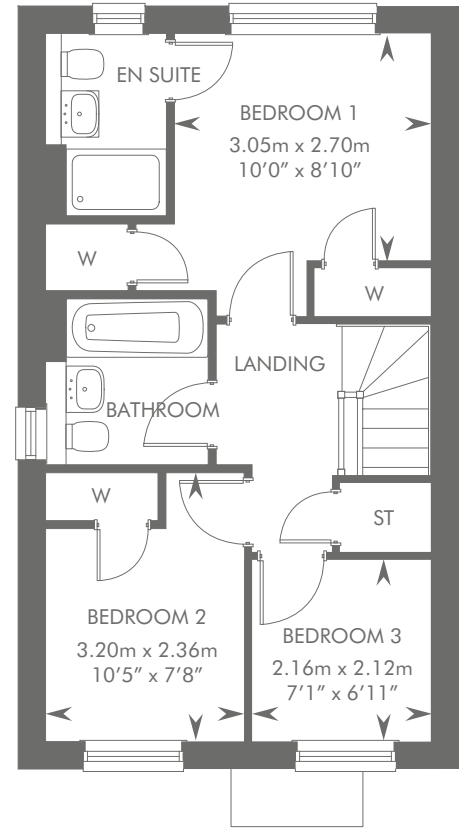 EN SUITE
BEDROOM 1
3.05m x 2.70m
10’0” x 8’10”
W
W
LANDING
BATHROOM
W
ST
BEDROOM 2
3.20m x 2.36m
10’5” x 7’8”
BEDROOM 3
2.16m x 2.12m
7’1” x 6’11”